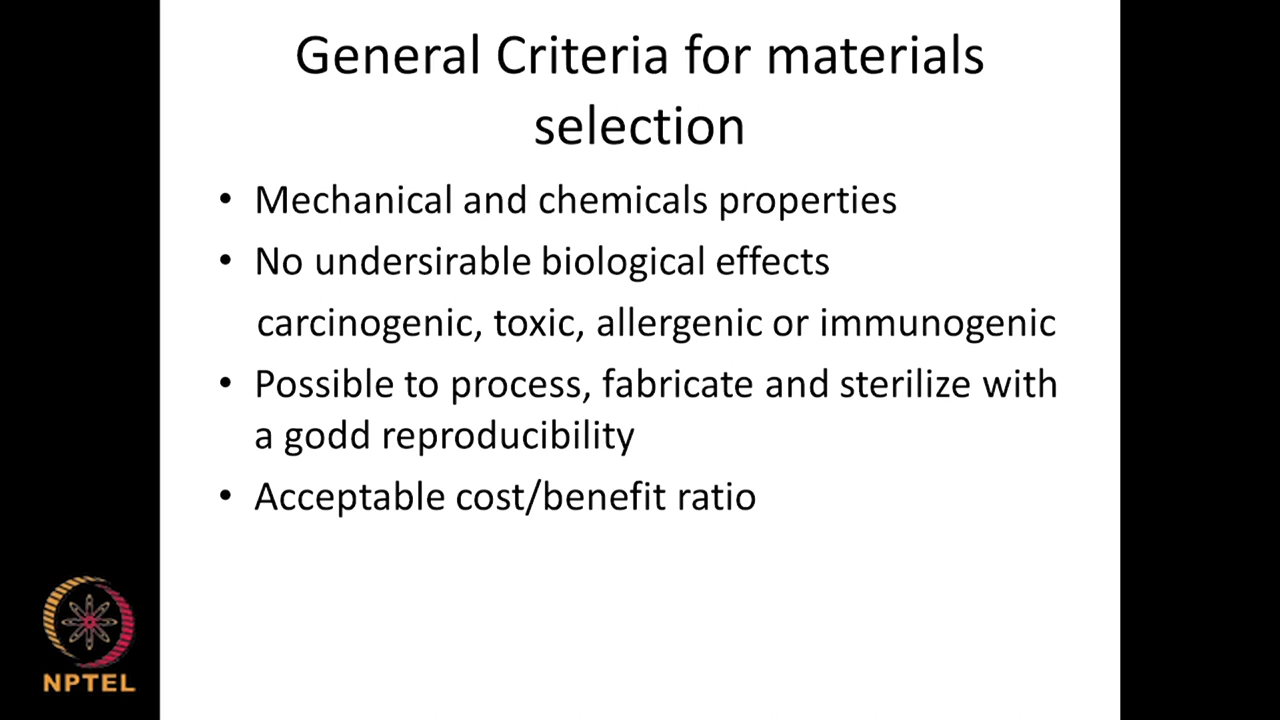 General Criteria for materials
selection
• Mechanical and chemicals properties
• No undersirable biological effects
carcinogenic, toxic, allergenic or immunogenic
• Possible to process, fabricate and sterilize with
a godd reproducibility
• Acceptable cost/benefit ratio
NPTEL